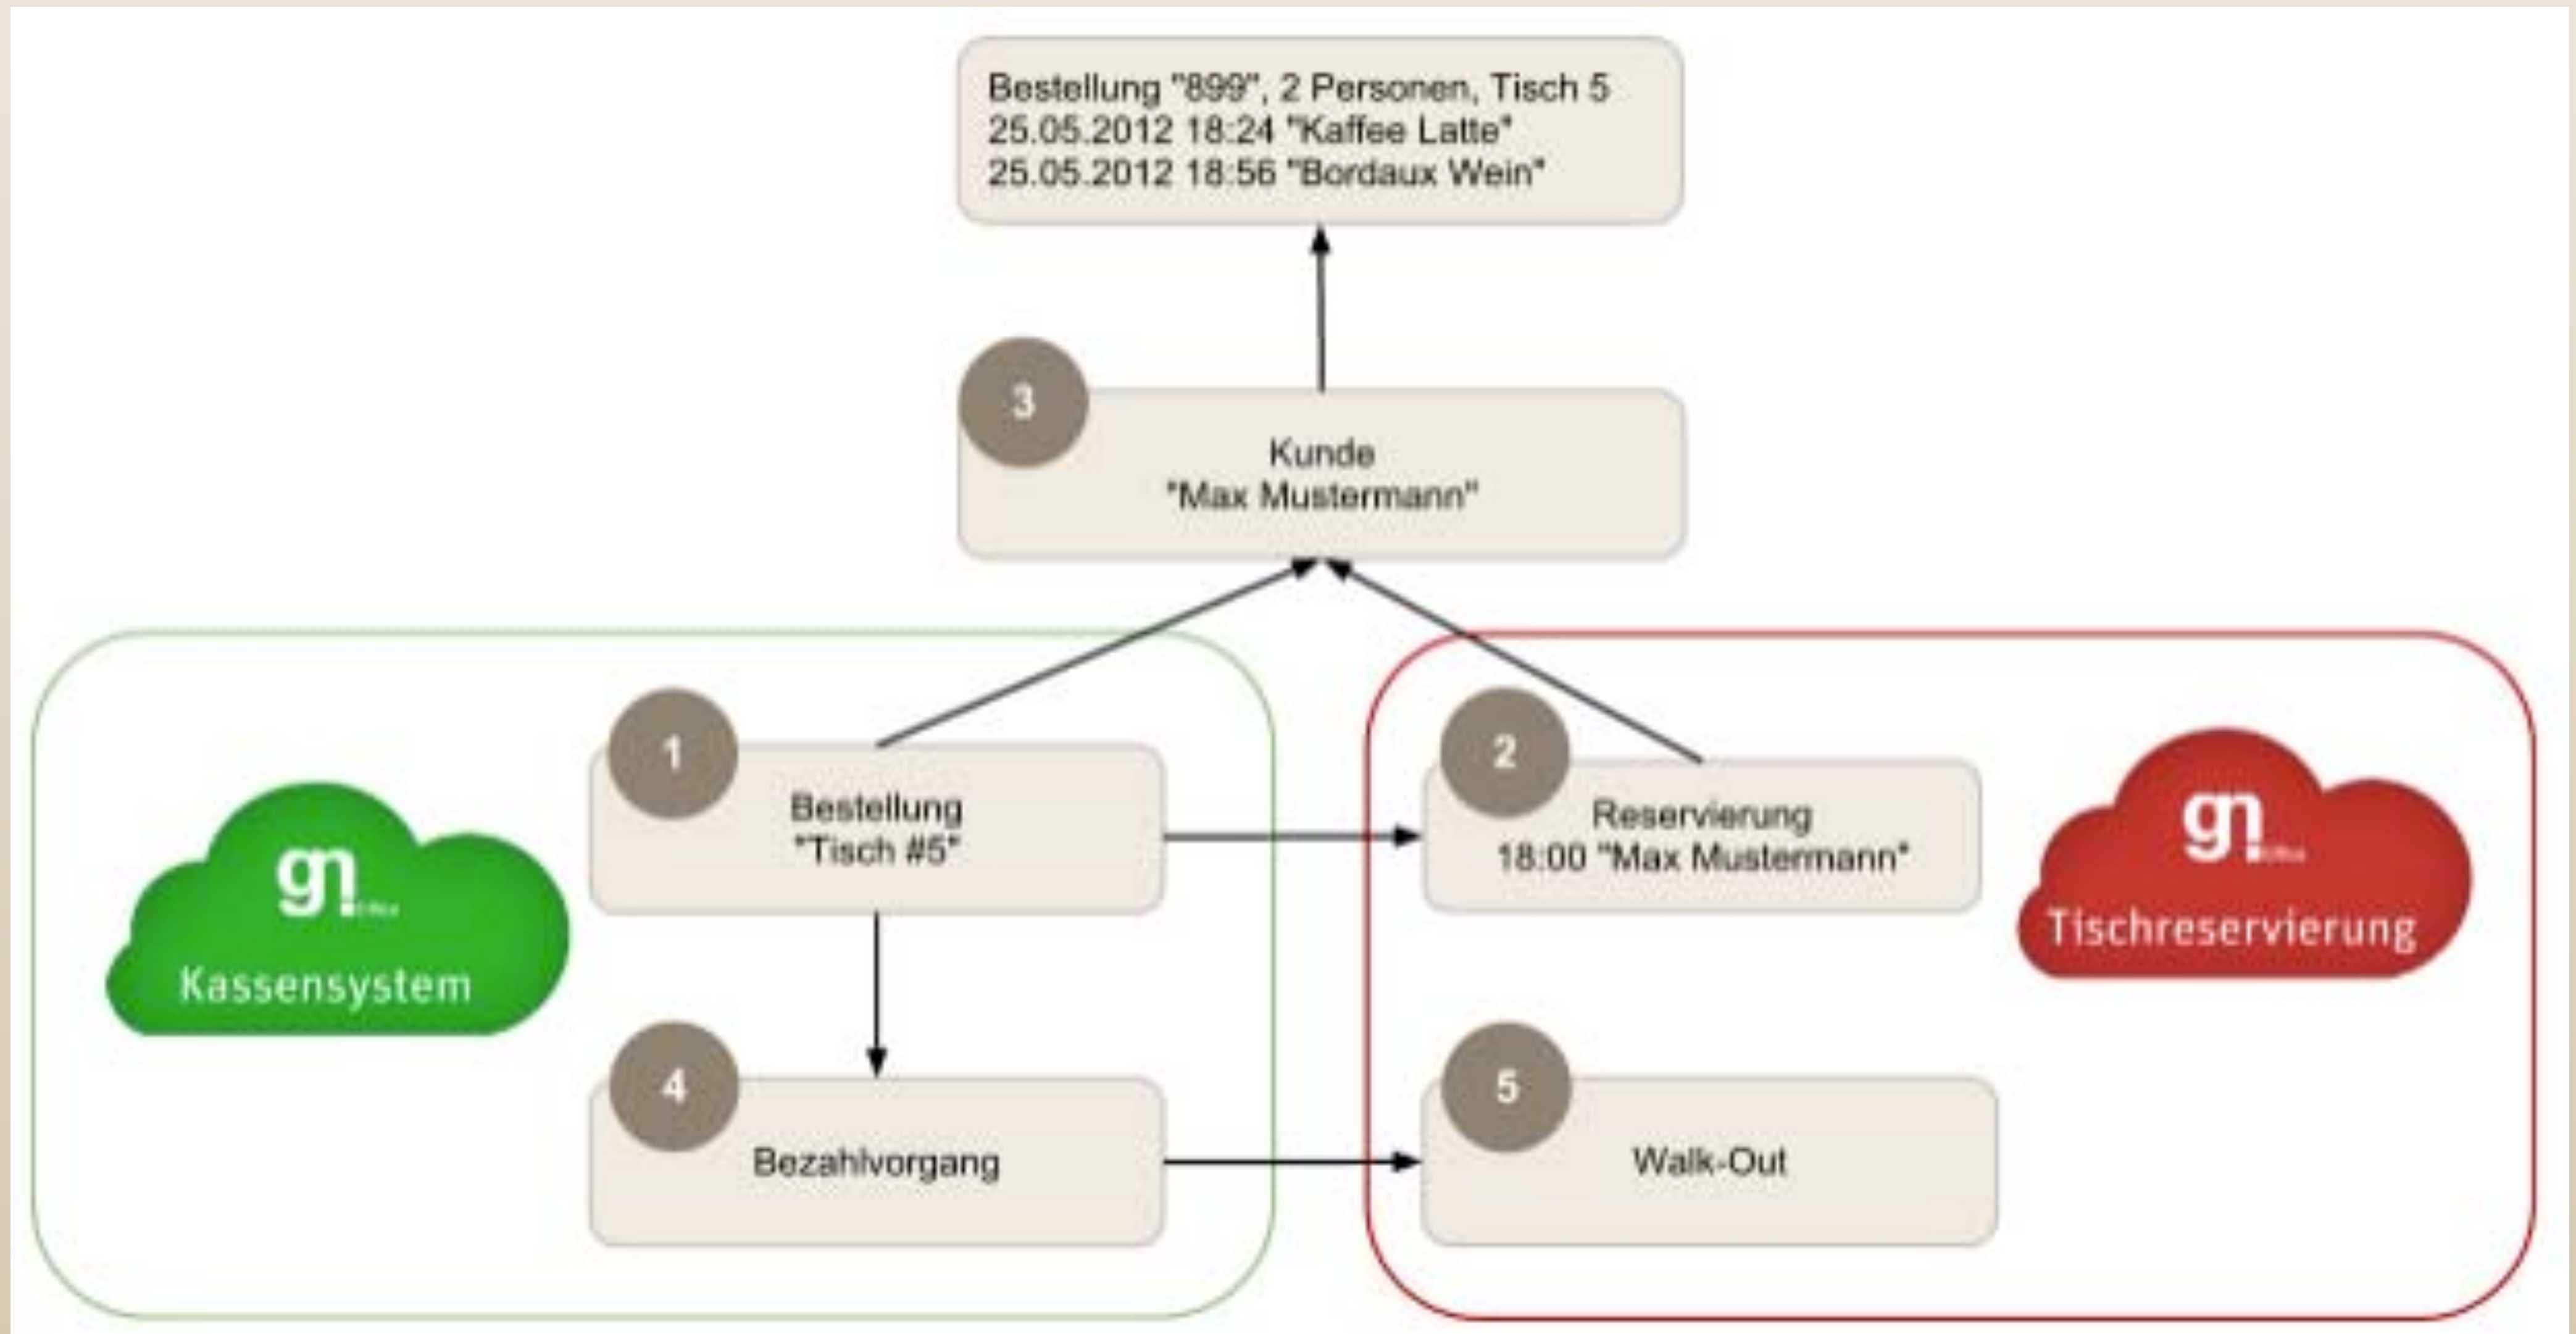 Bestellung "899", 2 Personen, Tisch 5
25.05.2012 18:24 "Kaffee Latte"
25.05.2012 18:56 "Bordaux Wein"
3
Kunde
"Max Mustermann"
1
Bestellung
"Tisch #5"
2
Reservierung
18:00 "Max Mustermann"
gn!
Kassensystem
gn!
Tischreservierung
4
Bezahlvorgang
5
Walk-Out